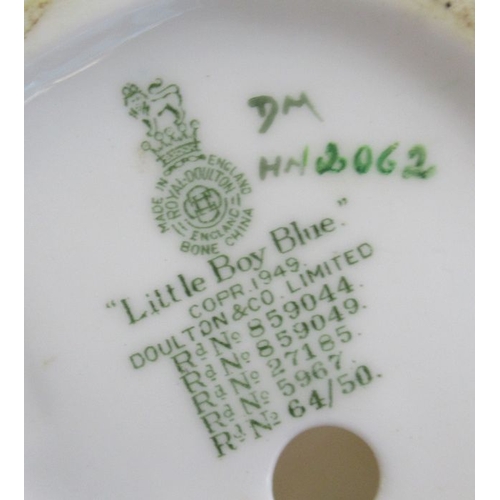 DM
HN2062
MADE IN ENGLAND
ROYAL-DOULTON
ENGLAND
BONE CHINA
"Little Boy Blue".
COPR.1949.
DOULTON & CO. LIMITED
Rd No 859044.
Rd No 859049.
Rd No 27185.
Rd No 5967.
Rd No 64/50.